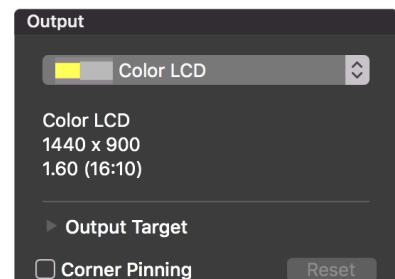 Output
Color LCD
Color LCD
1440 x 900
1.60 (16:10)
Output Target
Corner Pinning
Reset